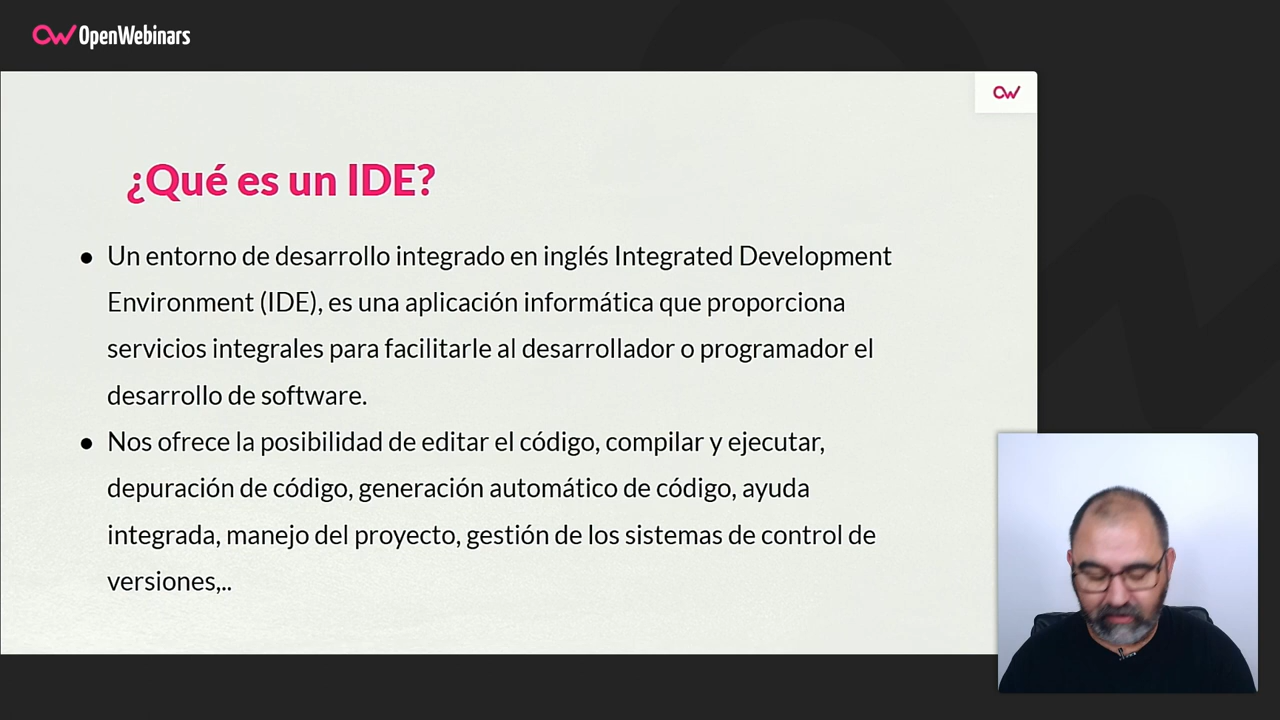 OpenWebinars
¿Qué es un IDE?
● Un entorno de desarrollo integrado en inglés Integrated Development
Environment (IDE), es una aplicación informática que proporciona
servicios integrales para facilitarle al desarrollador o programador el
desarrollo de software.
● Nos ofrece la posibilidad de editar el código, compilar y ejecutar,
depuración de código, generación automático de código, ayuda
integrada, manejo del proyecto, gestión de los sistemas de control de
versiones,..